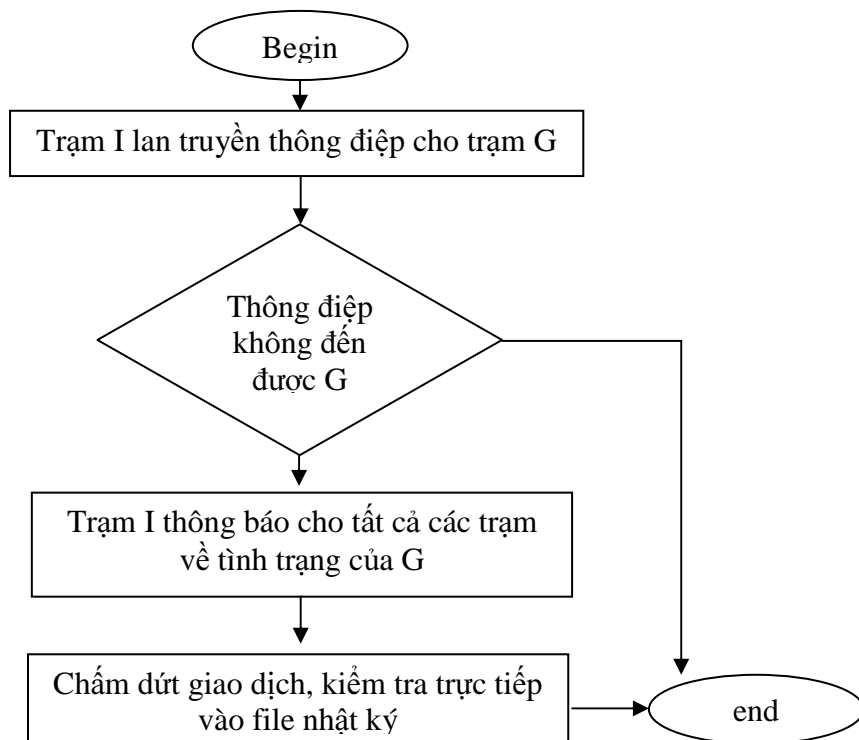 Begin
Trạm I lan truyền thông điệp cho trạm G
Thông điệp
không đến
được G
Trạm I thông báo cho tất cả các trạm
về tình trạng của G
Chấm dứt giao dịch, kiểm tra trực tiếp
vào file nhật ký
end